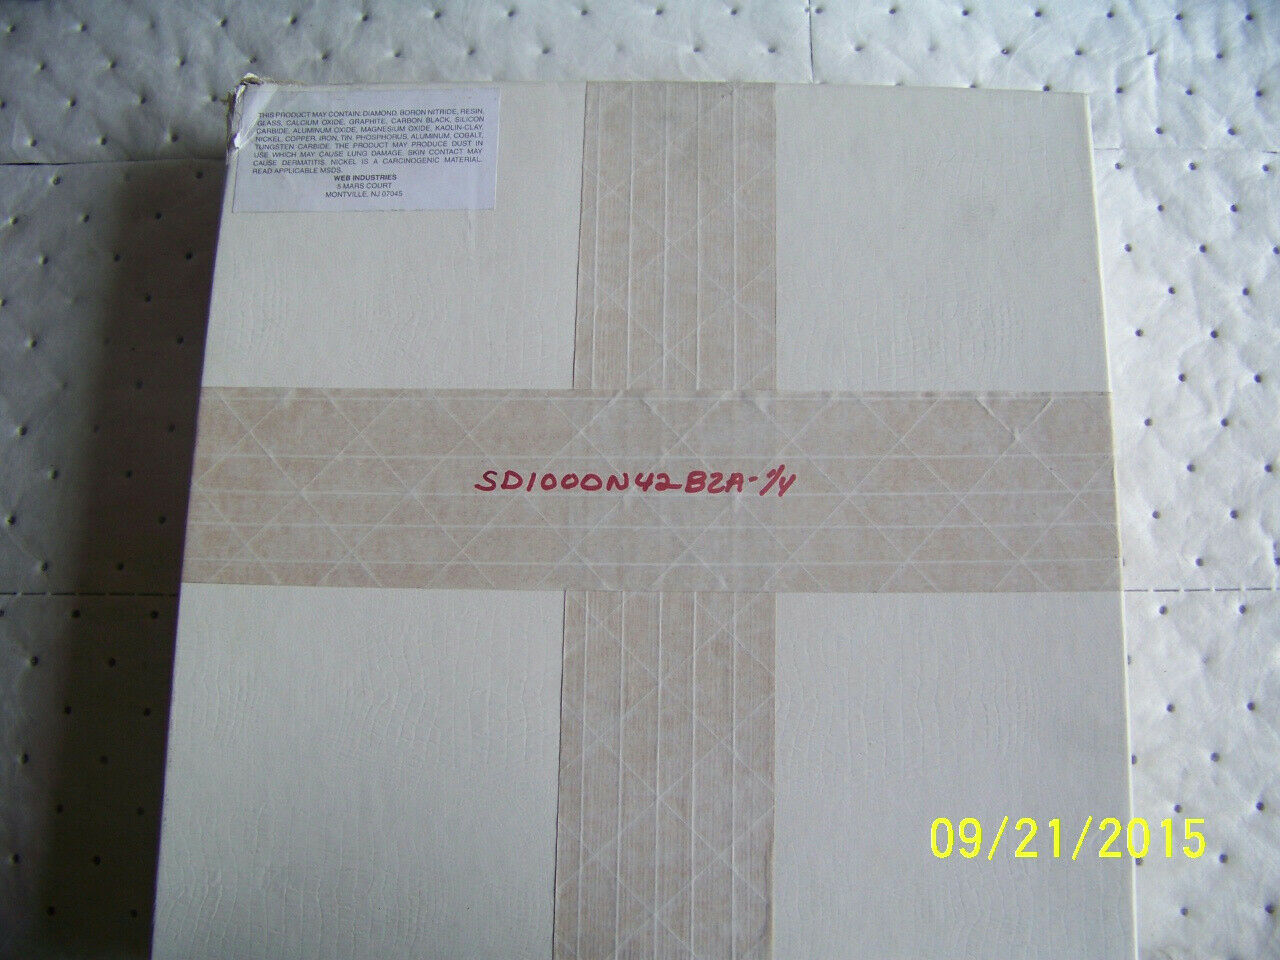 THIS PRODUCT MAY CONTAIN: DIAMOND, BORON NITRIDE, RESIN,
GLASS, CALCIUM OXIDE, GRAPHITE, CARBON BLACK, SILICON
CARBIDE, ALUMINUM OXIDE, MAGNESIUM OXIDE, KAOLIN-CLAY,
NICKEL, COPPER, IRON, TIN, PHOSPHORUS, ALUMINUM, COBALT,
TUNGSTEN CARBIDE. THE PRODUCT MAY PRODUCE DUST IN
USE WHICH MAY CAUSE LUNG DAMAGE. SKIN CONTACT MAY
CAUSE DERMATITIS. NICKEL IS A CARCINOGENIC MATERIAL.
READ APPLICABLE MSDS.
WEB INDUSTRIES
5 MARS COURT
MONTVILLE, NJ 07045
SD1000N42B2A-1/4
09/21/2015